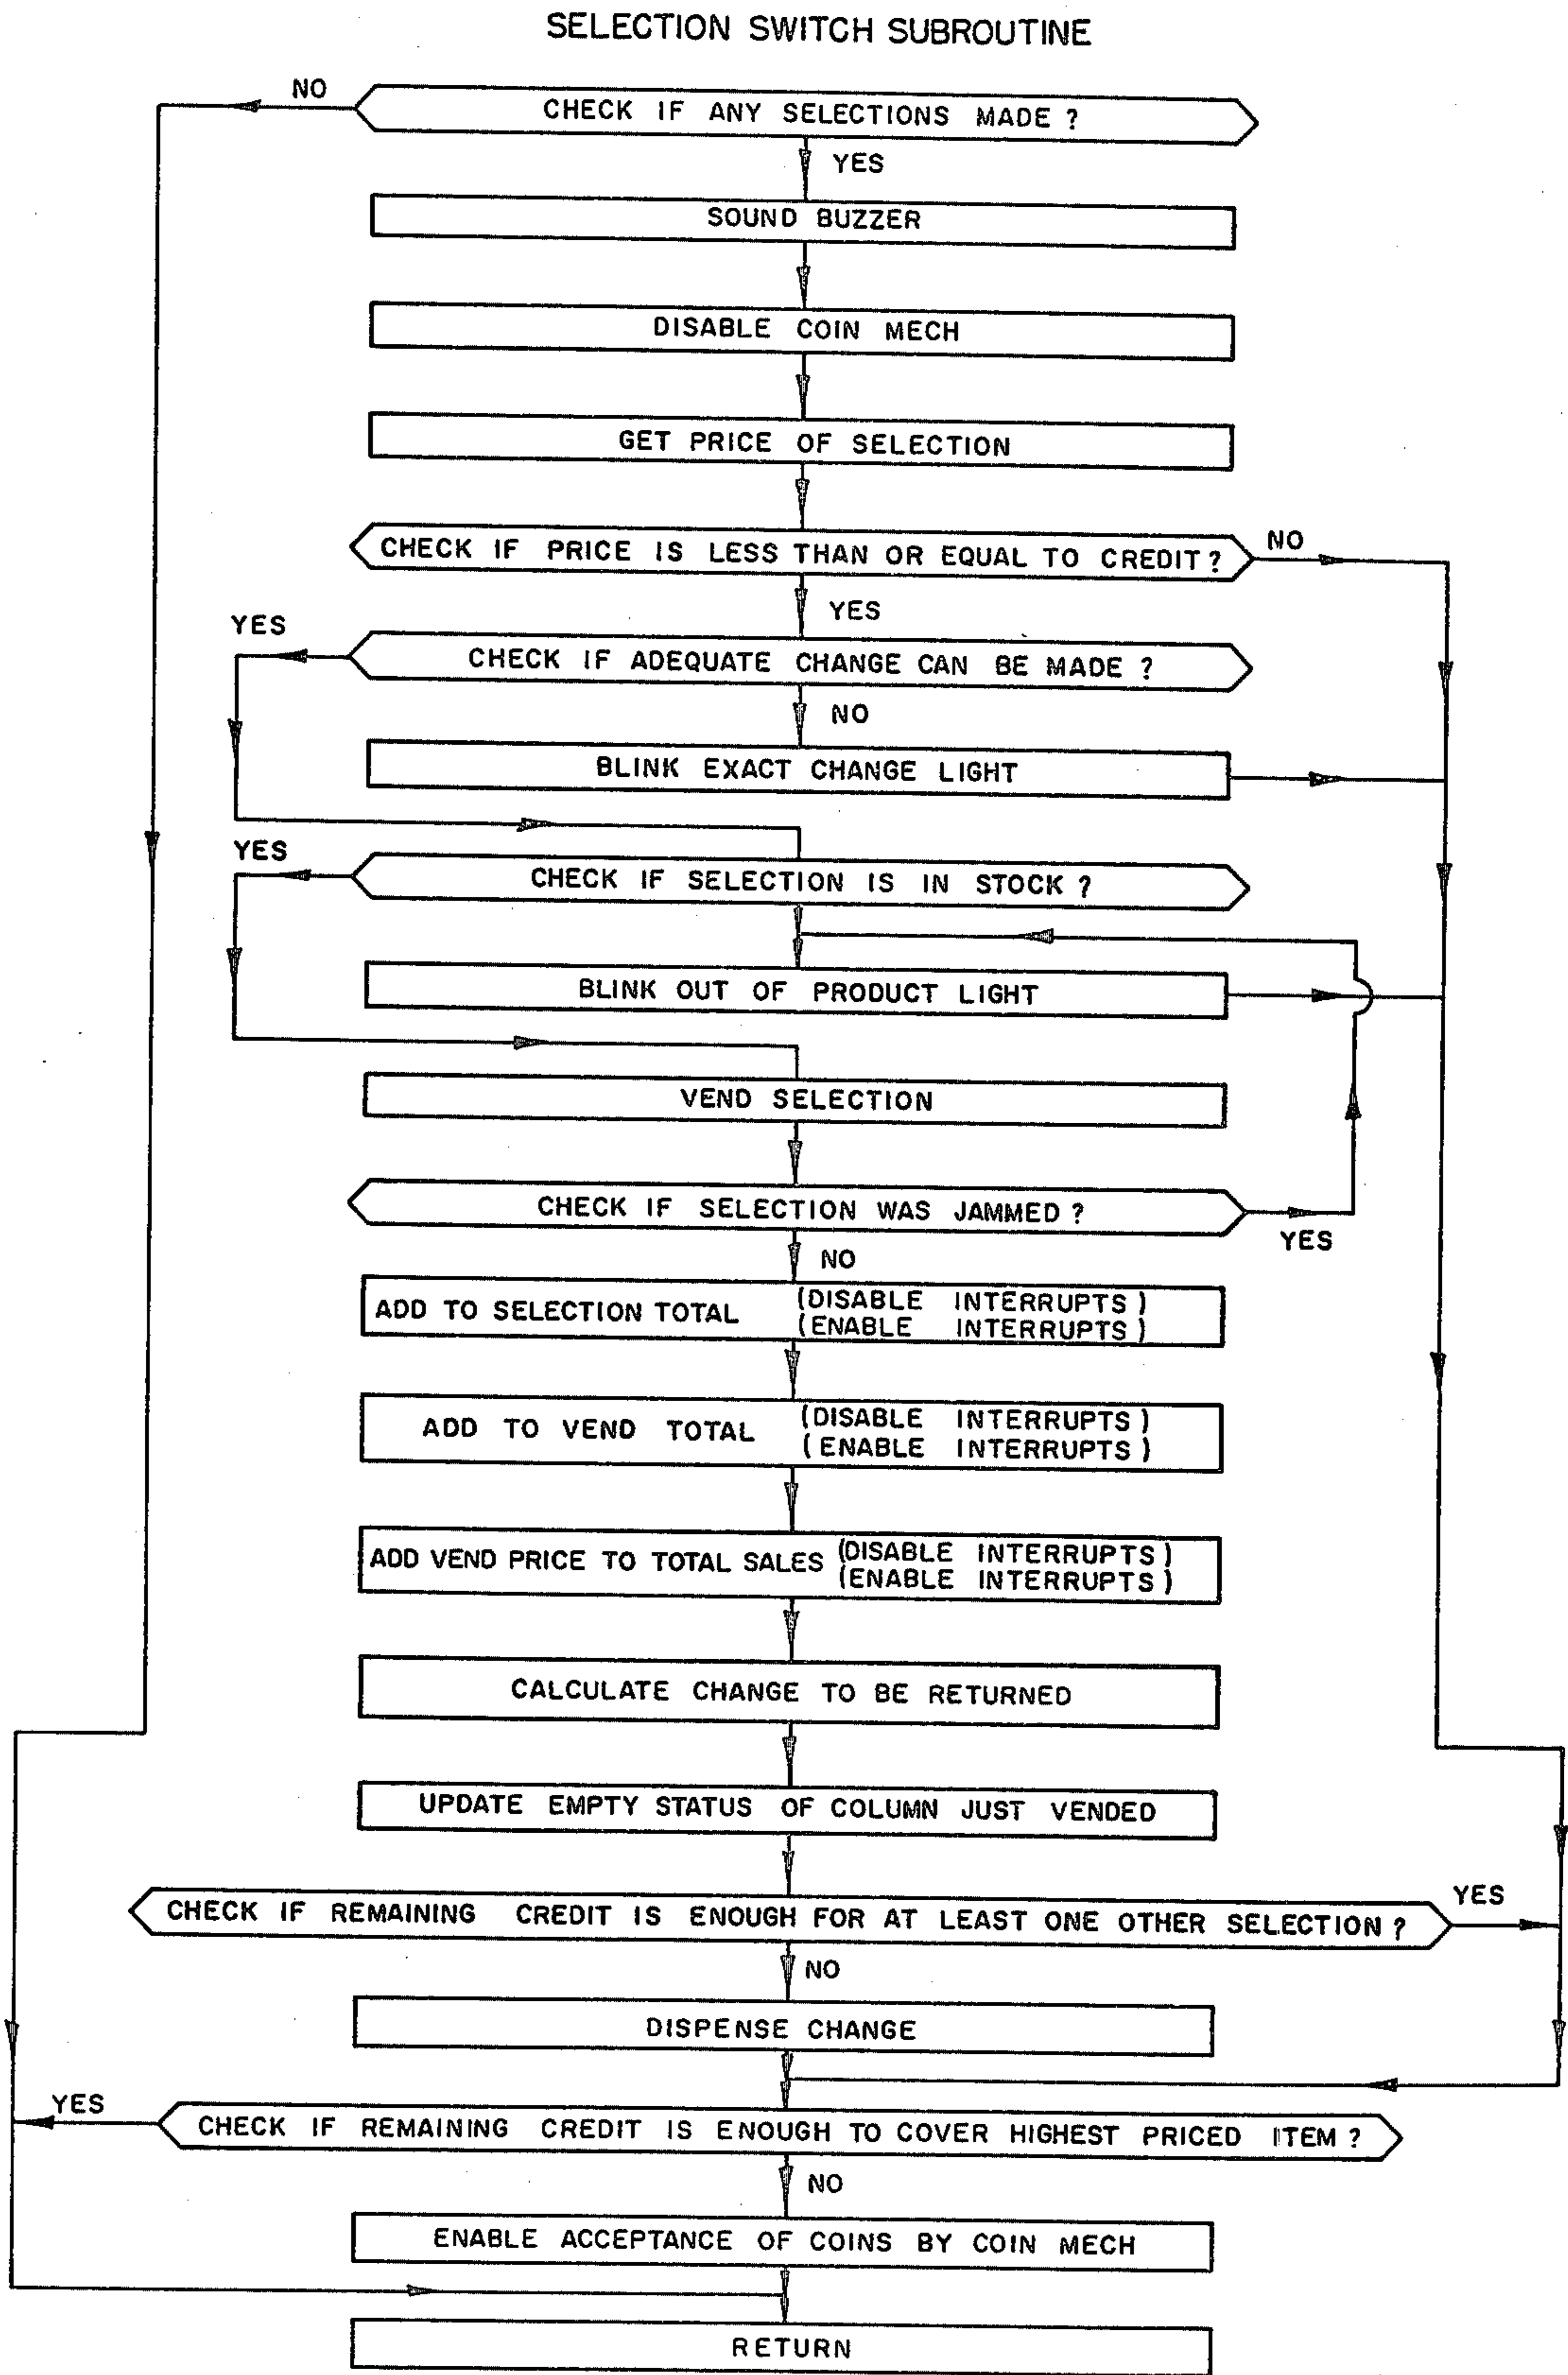 SELECTION SWITCH SUBROUTINE
NO
CHECK IF ANY SELECTIONS MADE ?
YES
SOUND BUZZER
DISABLE COIN MECH
GET PRICE OF SELECTION
CHECK IF PRICE IS LESS THAN OR EQUAL TO CREDIT ?
NO
YES
YES
CHECK IF ADEQUATE CHANGE CAN BE MADE ?
NO
BLINK EXACT CHANGE LIGHT
YES
CHECK IF SELECTION IS IN STOCK ?
BLINK OUT OF PRODUCT LIGHT
VEND SELECTION
CHECK IF SELECTION WAS JAMMED ?
YES
NO
ADD TO SELECTION TOTAL (DISABLE INTERRUPTS)
(ENABLE INTERRUPTS)
ADD TO VEND TOTAL (DISABLE INTERRUPTS)
(ENABLE INTERRUPTS)
ADD VEND PRICE TO TOTAL SALES (DISABLE INTERRUPTS)
(ENABLE INTERRUPTS)
CALCULATE CHANGE TO BE RETURNED
UPDATE EMPTY STATUS OF COLUMN JUST VENDED
CHECK IF REMAINING CREDIT IS ENOUGH FOR AT LEAST ONE OTHER SELECTION ?
YES
NO
DISPENSE CHANGE
YES
CHECK IF REMAINING CREDIT IS ENOUGH TO COVER HIGHEST PRICED ITEM ?
NO
ENABLE ACCEPTANCE OF COINS BY COIN MECH
RETURN